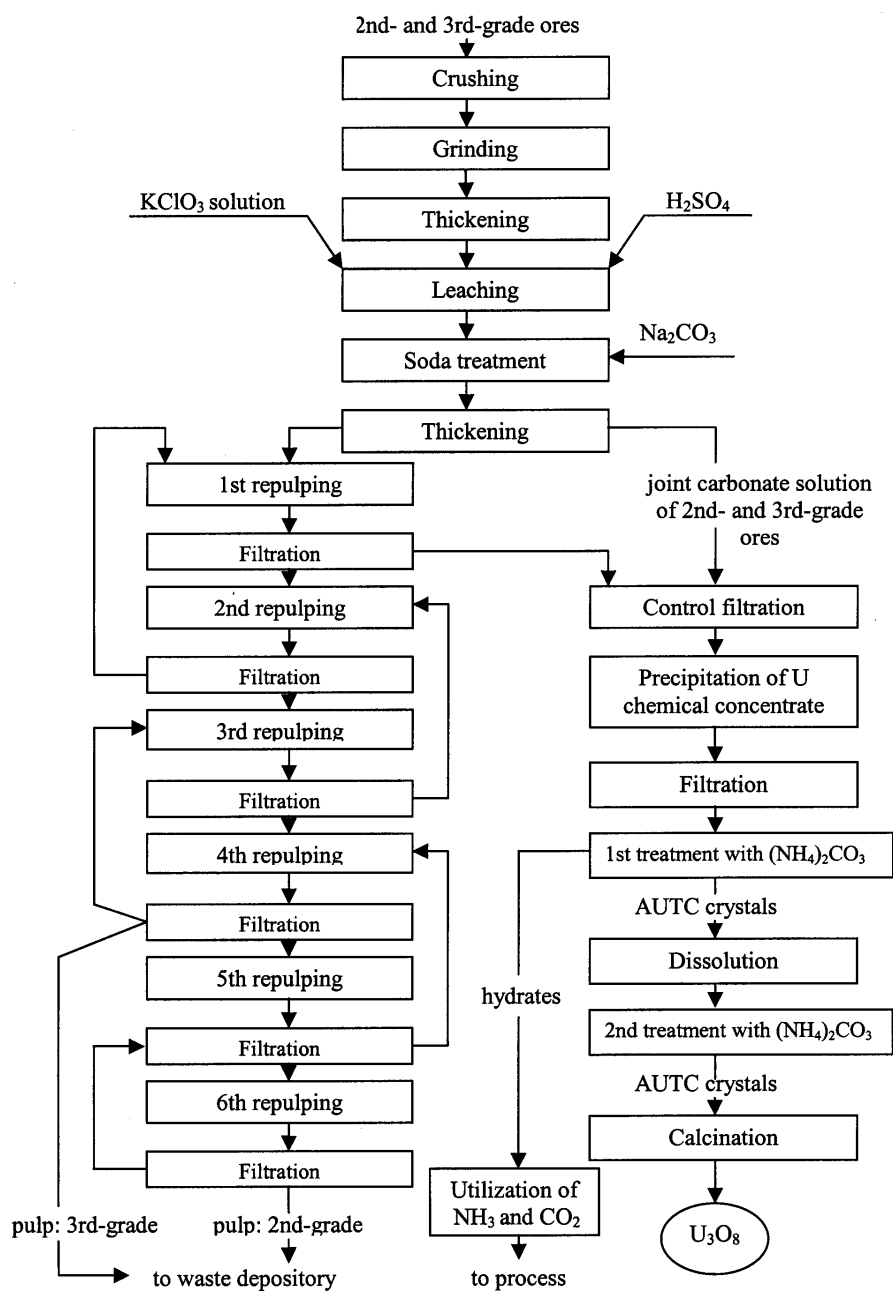 2nd- and 3rd-grade ores
Crushing
Grinding
KClO₃ solution
Thickening
H₂SO₄
Leaching
Na₂CO₃
Soda treatment
Thickening
1st repulping
Filtration
2nd repulping
Filtration
3rd repulping
Filtration
4th repulping
Filtration
5th repulping
Filtration
6th repulping
Filtration
pulp: 3rd-grade
pulp: 2nd-grade
to waste depository
joint carbonate solution
of 2nd- and 3rd-grade
ores
Control filtration
Precipitation of U
chemical concentrate
Filtration
1st treatment with (NH₄)₂CO₃
AUTC crystals
Dissolution
hydrates
2nd treatment with (NH₄)₂CO₃
AUTC crystals
Calcination
Utilization of
NH₃ and CO₂
to process
U₃O₈